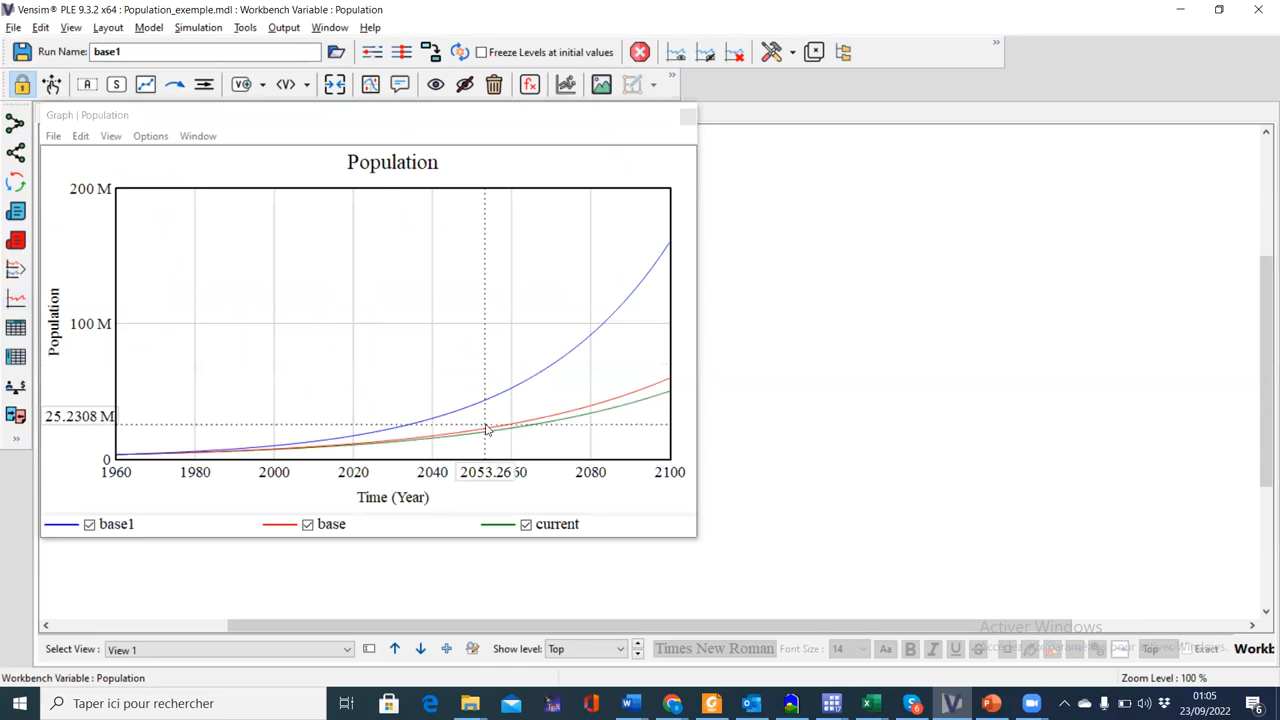 Vensim® PLE 9.3.2 x64 : Population_exemple.mdl : Workbench Variable : Population
File Edit View Layout Model Simulation Tools Output Window Help
Run Name: base1 Freeze Levels at initial values
Graph | Population
File Edit View Options Window
Population
200 M
100 M
25.2308 M
0
Population
1960 1980 2000 2020 2040 2053.26 2080 2100
Time (Year)
base1 base current
Activer Windows
Select View: View 1 Show level: Top Times New Roman Font Size: 14 Aa B I U S Top Exact Workb
Workbench Variable : Population Zoom Level : 100 %
Taper ici pour rechercher
01:05
23/09/2022
6